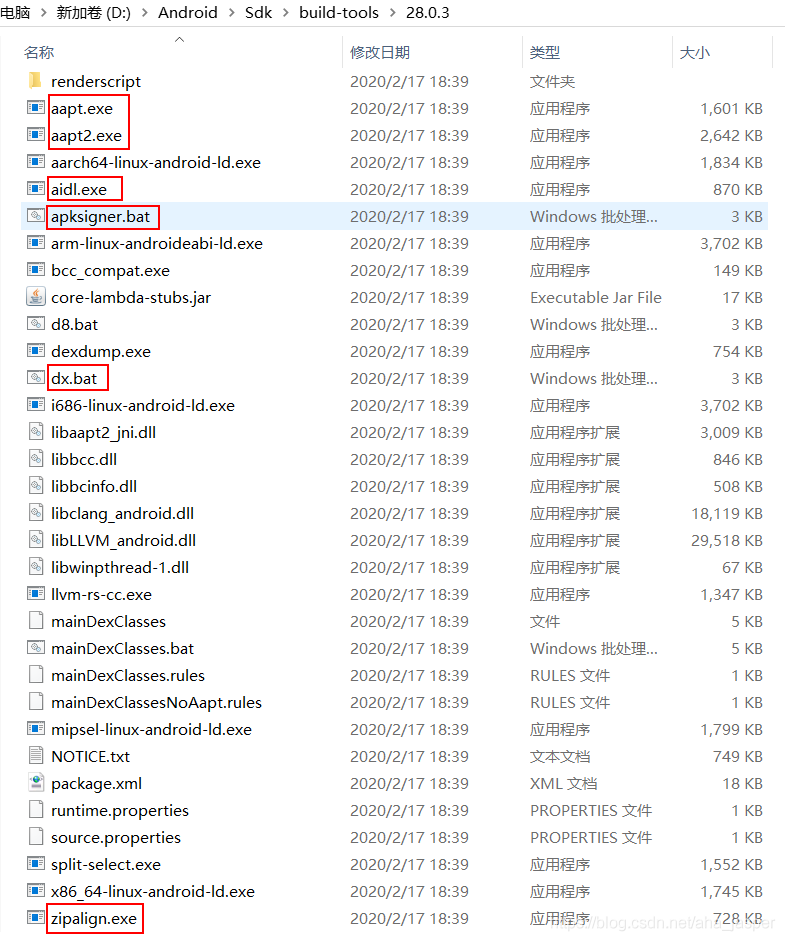 电脑 > 新加卷 (D:) > Android > Sdk > build-tools > 28.0.3
名称 修改日期 类型 大小
renderscript 2020/2/17 18:39 文件夹
aapt.exe 2020/2/17 18:39 应用程序 1,601 KB
aapt2.exe 2020/2/17 18:39 应用程序 2,642 KB
aarch64-linux-android-ld.exe 2020/2/17 18:39 应用程序 1,834 KB
aidl.exe 2020/2/17 18:39 应用程序 870 KB
apksigner.bat 2020/2/17 18:39 Windows 批处理... 3 KB
arm-linux-androideabi-ld.exe 2020/2/17 18:39 应用程序 3,702 KB
bcc_compat.exe 2020/2/17 18:39 应用程序 149 KB
core-lambda-stubs.jar 2020/2/17 18:39 Executable Jar File 17 KB
d8.bat 2020/2/17 18:39 Windows 批处理... 3 KB
dexdump.exe 2020/2/17 18:39 应用程序 754 KB
dx.bat 2020/2/17 18:39 Windows 批处理... 3 KB
i686-linux-android-ld.exe 2020/2/17 18:39 应用程序 3,702 KB
libaapt2_jni.dll 2020/2/17 18:39 应用程序扩展 3,009 KB
libbcc.dll 2020/2/17 18:39 应用程序扩展 846 KB
libbcinfo.dll 2020/2/17 18:39 应用程序扩展 508 KB
libclang_android.dll 2020/2/17 18:39 应用程序扩展 18,119 KB
libLLVM_android.dll 2020/2/17 18:39 应用程序扩展 29,518 KB
libwinpthread-1.dll 2020/2/17 18:39 应用程序扩展 67 KB
llvm-rs-cc.exe 2020/2/17 18:39 应用程序 1,347 KB
mainDexClasses 2020/2/17 18:39 文件 5 KB
mainDexClasses.bat 2020/2/17 18:39 Windows 批处理... 5 KB
mainDexClasses.rules 2020/2/17 18:39 RULES 文件 1 KB
mainDexClassesNoAapt.rules 2020/2/17 18:39 RULES 文件 1 KB
mipsel-linux-android-ld.exe 2020/2/17 18:39 应用程序 1,799 KB
NOTICE.txt 2020/2/17 18:39 文本文档 749 KB
package.xml 2020/2/17 18:39 XML 文档 18 KB
runtime.properties 2020/2/17 18:39 PROPERTIES 文件 1 KB
source.properties 2020/2/17 18:39 PROPERTIES 文件 1 KB
split-select.exe 2020/2/17 18:39 应用程序 1,552 KB
x86_64-linux-android-ld.exe 2020/2/17 18:39 应用程序 1,745 KB
zipalign.exe 2020/2/17 18:39 应用程序 728 KB